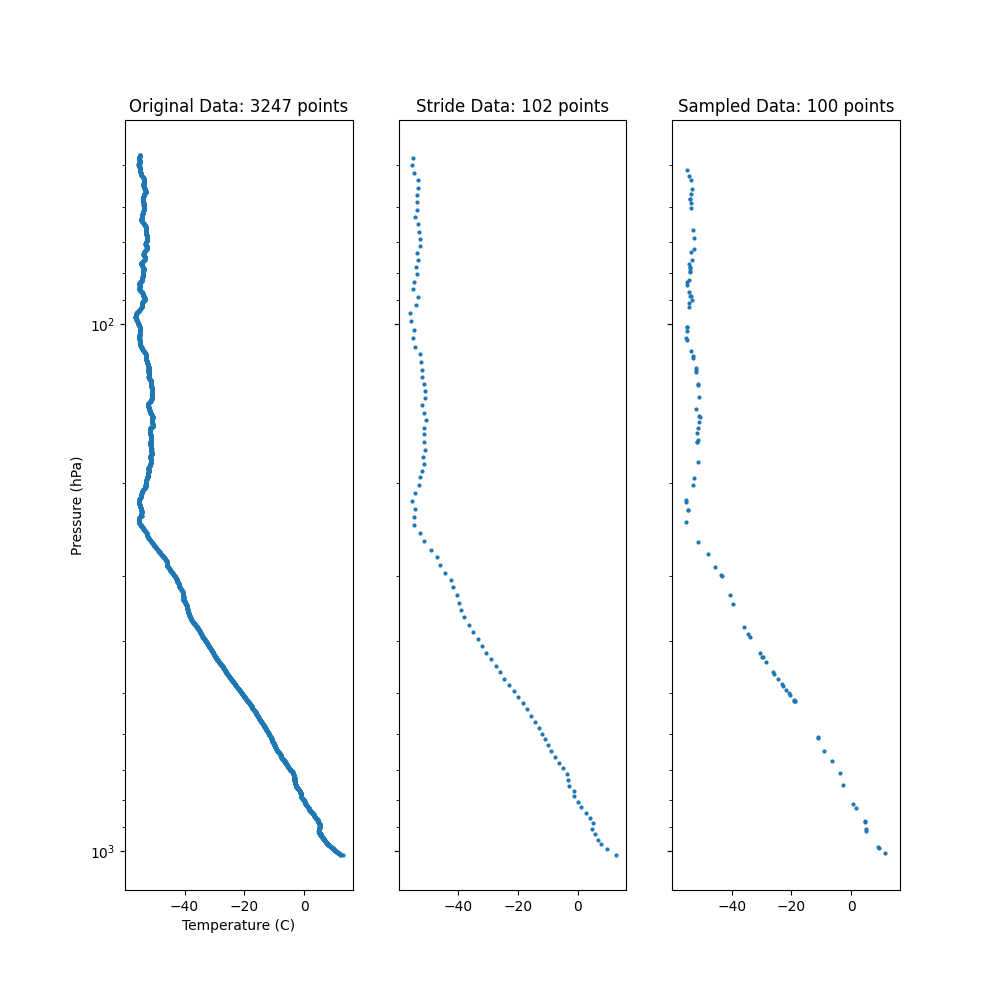 Original Data: 3247 points
Stride Data: 102 points
Sampled Data: 100 points
10²
10³
Pressure (hPa)
−40 −20 0
−40 −20 0
−40 −20 0
Temperature (C)